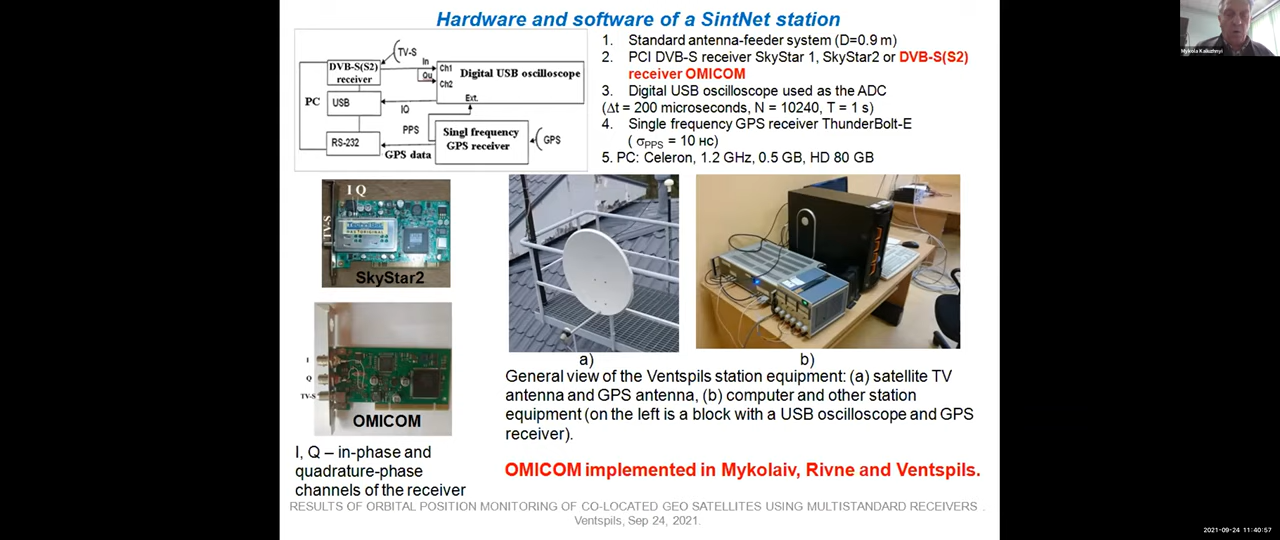 Hardware and software of a SintNet station
TV-S
DVB-S(S2)
receiver
In
Qu
Ch1
Ch2
Digital USB oscilloscope
Ext.
PC
USB
IQ
PPS
RS-232
Singl frequency
GPS receiver
GPS
GPS data
1. Standard antenna-feeder system (D=0.9 m)
2. PCI DVB-S receiver SkyStar 1, SkyStar2 or DVB-S(S2)
receiver OMICOM
3. Digital USB oscilloscope used as the ADC
(Δt = 200 microseconds, N = 10240, T = 1 s)
4. Single frequency GPS receiver ThunderBolt-E
( σPPS = 10 нс)
5. PC: Celeron, 1.2 GHz, 0.5 GB, HD 80 GB
I Q
TV-S
SkyStar2
I
Q
TV-S
OMICOM
I, Q – in-phase and
quadrature-phase
channels of the receiver
a)
b)
General view of the Ventspils station equipment: (a) satellite TV
antenna and GPS antenna, (b) computer and other station
equipment (on the left is a block with a USB oscilloscope and GPS
receiver).
OMICOM implemented in Mykolaiv, Rivne and Ventspils.
RESULTS OF ORBITAL POSITION MONITORING OF CO-LOCATED GEO SATELLITES USING MULTISTANDARD RECEIVERS .
Ventspils, Sep 24, 2021.
Mykola Kaliuzhnyi
2021-09-24 11:40:57